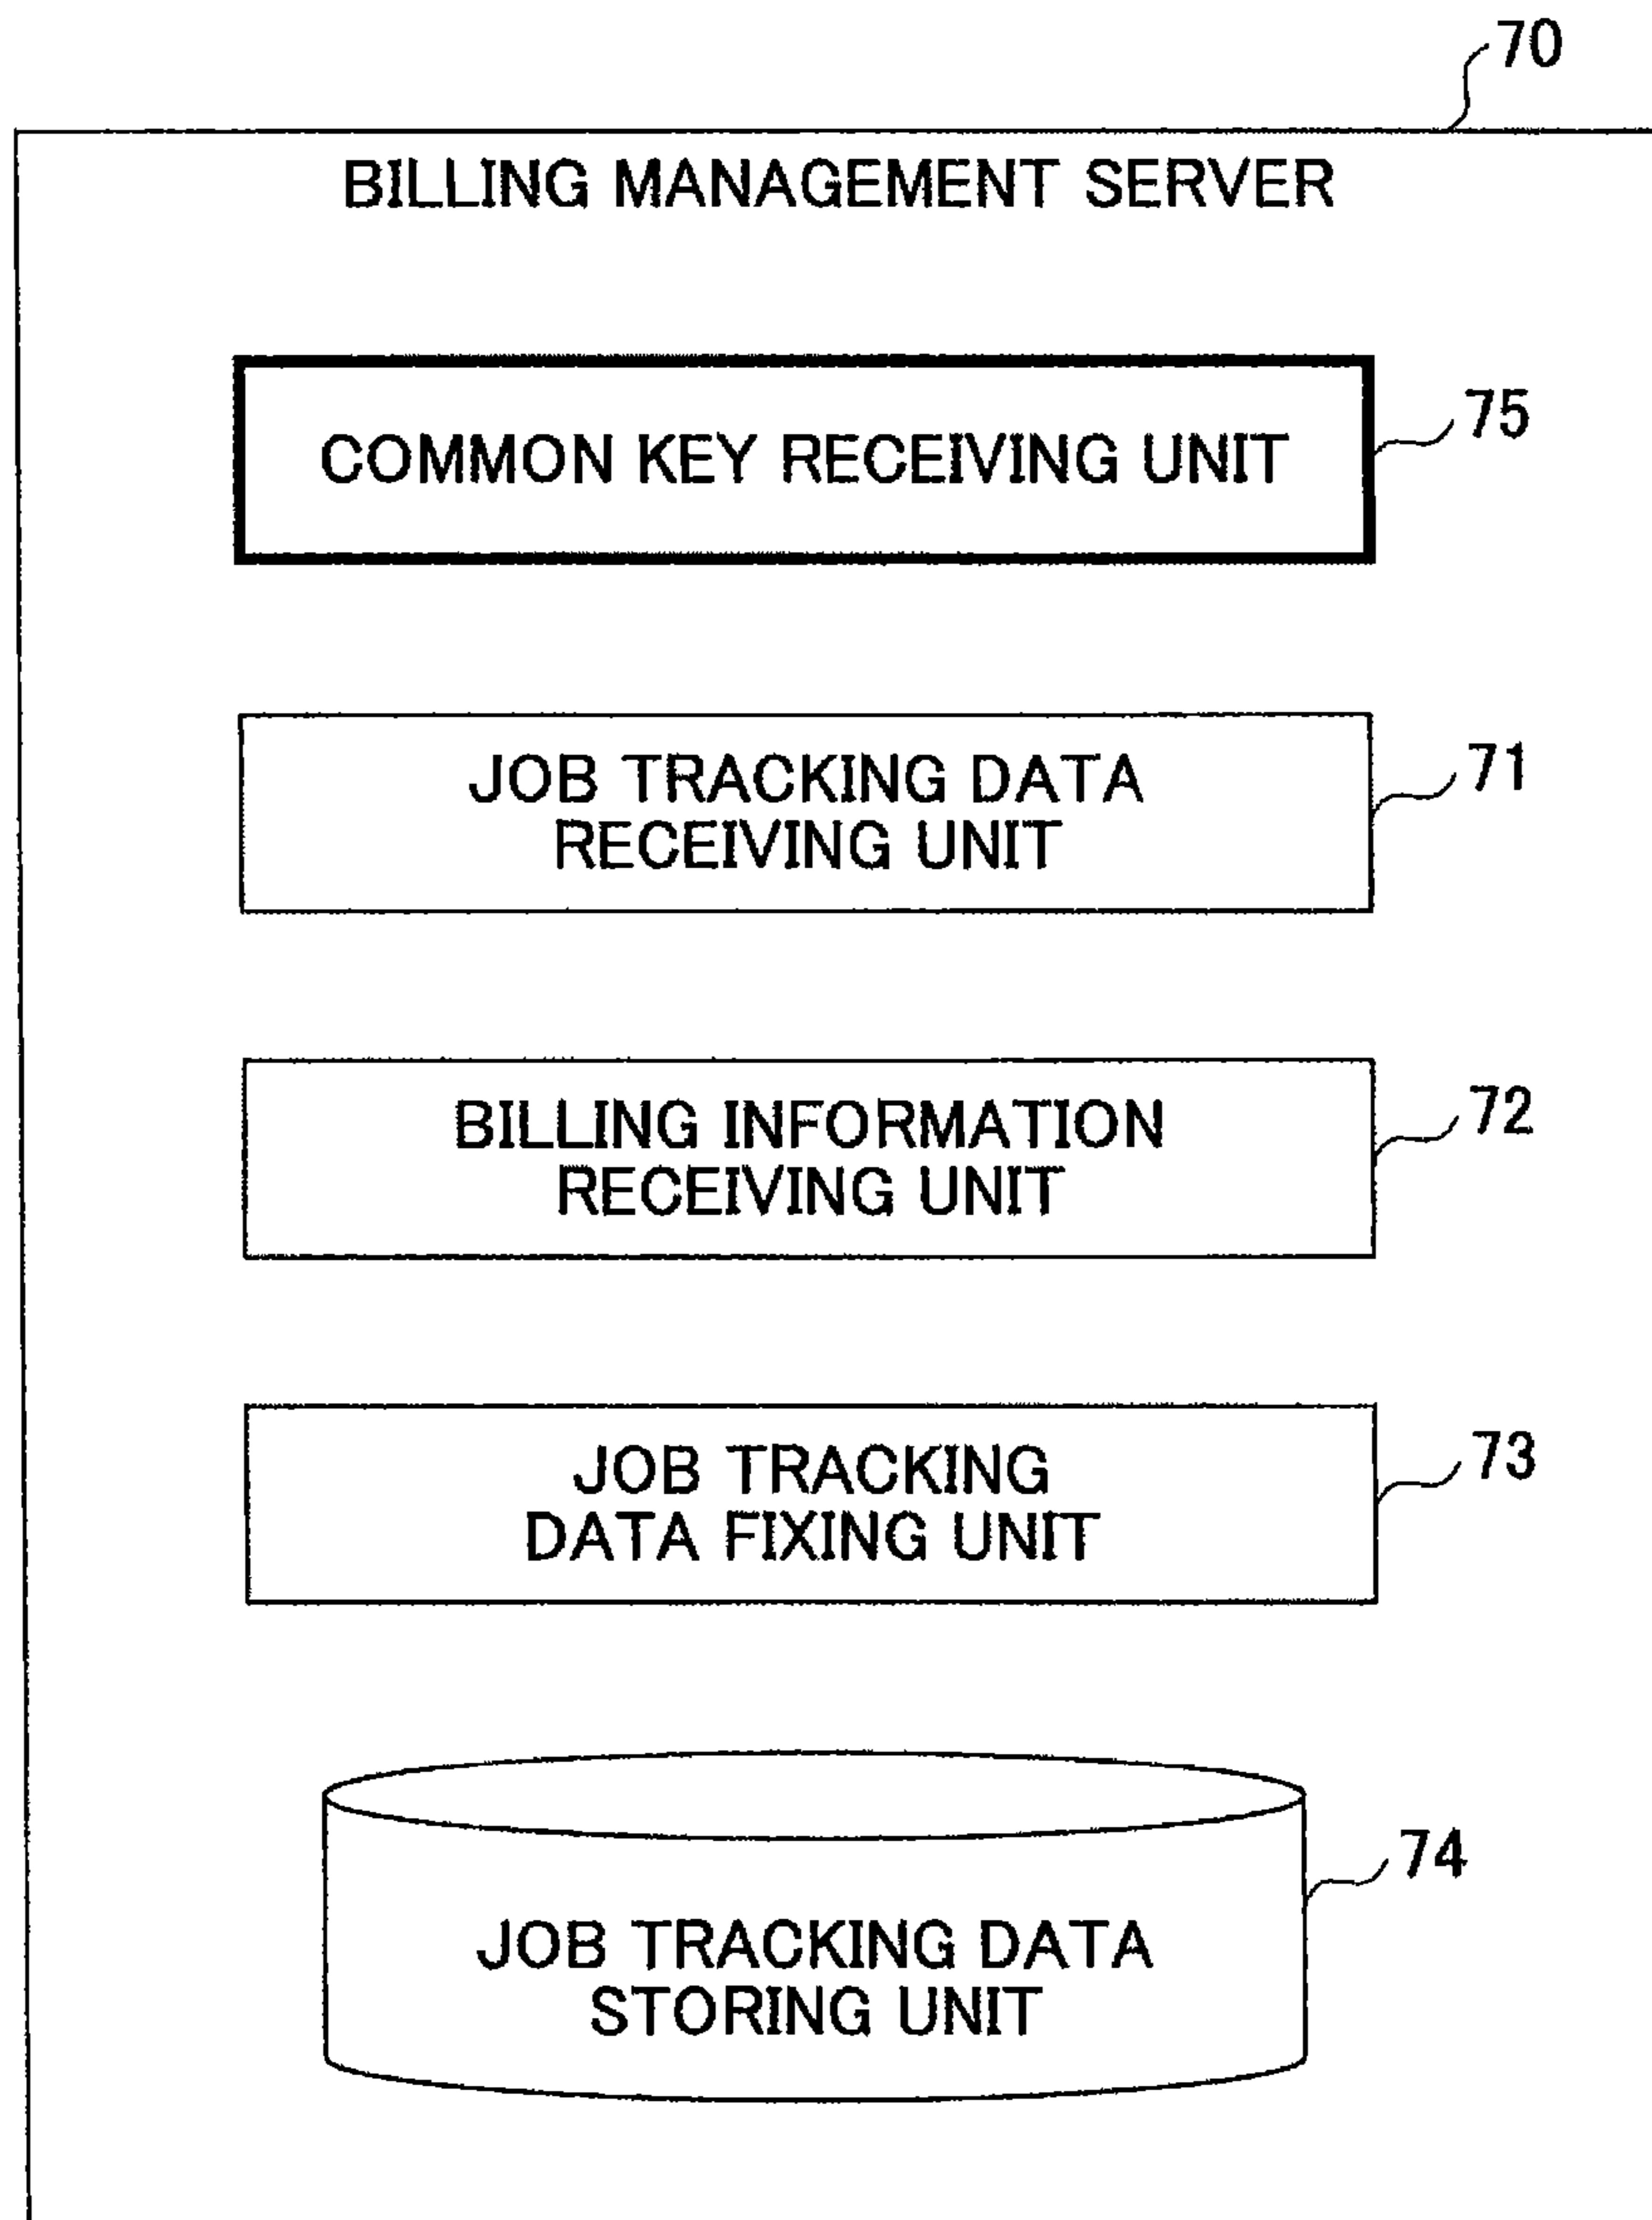 70
BILLING MANAGEMENT SERVER
COMMON KEY RECEIVING UNIT
75
JOB TRACKING DATA
RECEIVING UNIT
71
BILLING INFORMATION
RECEIVING UNIT
72
JOB TRACKING
DATA FIXING UNIT
73
JOB TRACKING DATA
STORING UNIT
74